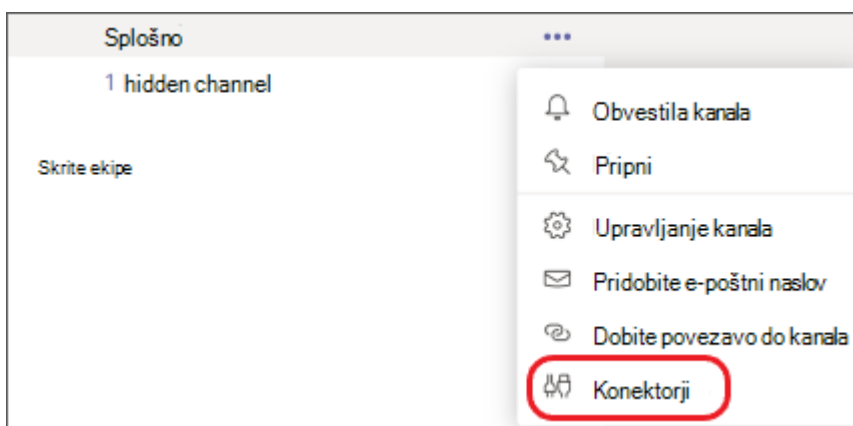 Splošno
1 hidden channel
Skrite ekipe
Obvestila kanala
Pripni
Upravljanje kanala
Pridobite e-poštni naslov
Dobite povezavo do kanala
Konektorji